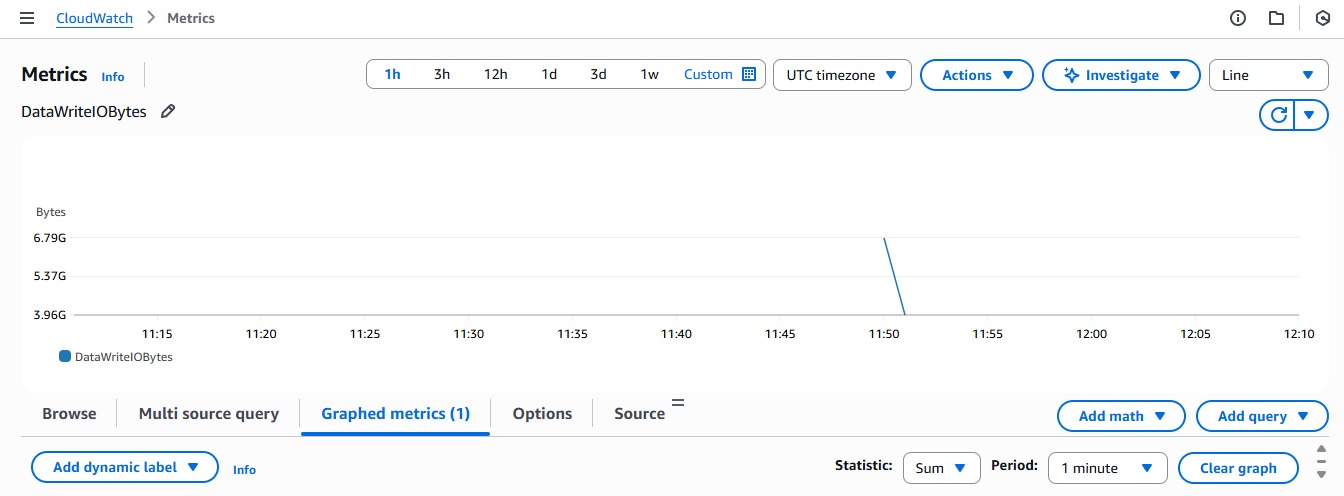 CloudWatch > Metrics
Metrics Info
1h 3h 12h 1d 3d 1w Custom UTC timezone Actions Investigate Line
DataWriteIOBytes
Bytes
6.79G
5.37G
3.96G
11:15 11:20 11:25 11:30 11:35 11:40 11:45 11:50 11:55 12:00 12:05 12:10
DataWriteIOBytes
Browse Multi source query Graphed metrics (1) Options Source Add math Add query
Add dynamic label Info Statistic: Sum Period: 1 minute Clear graph